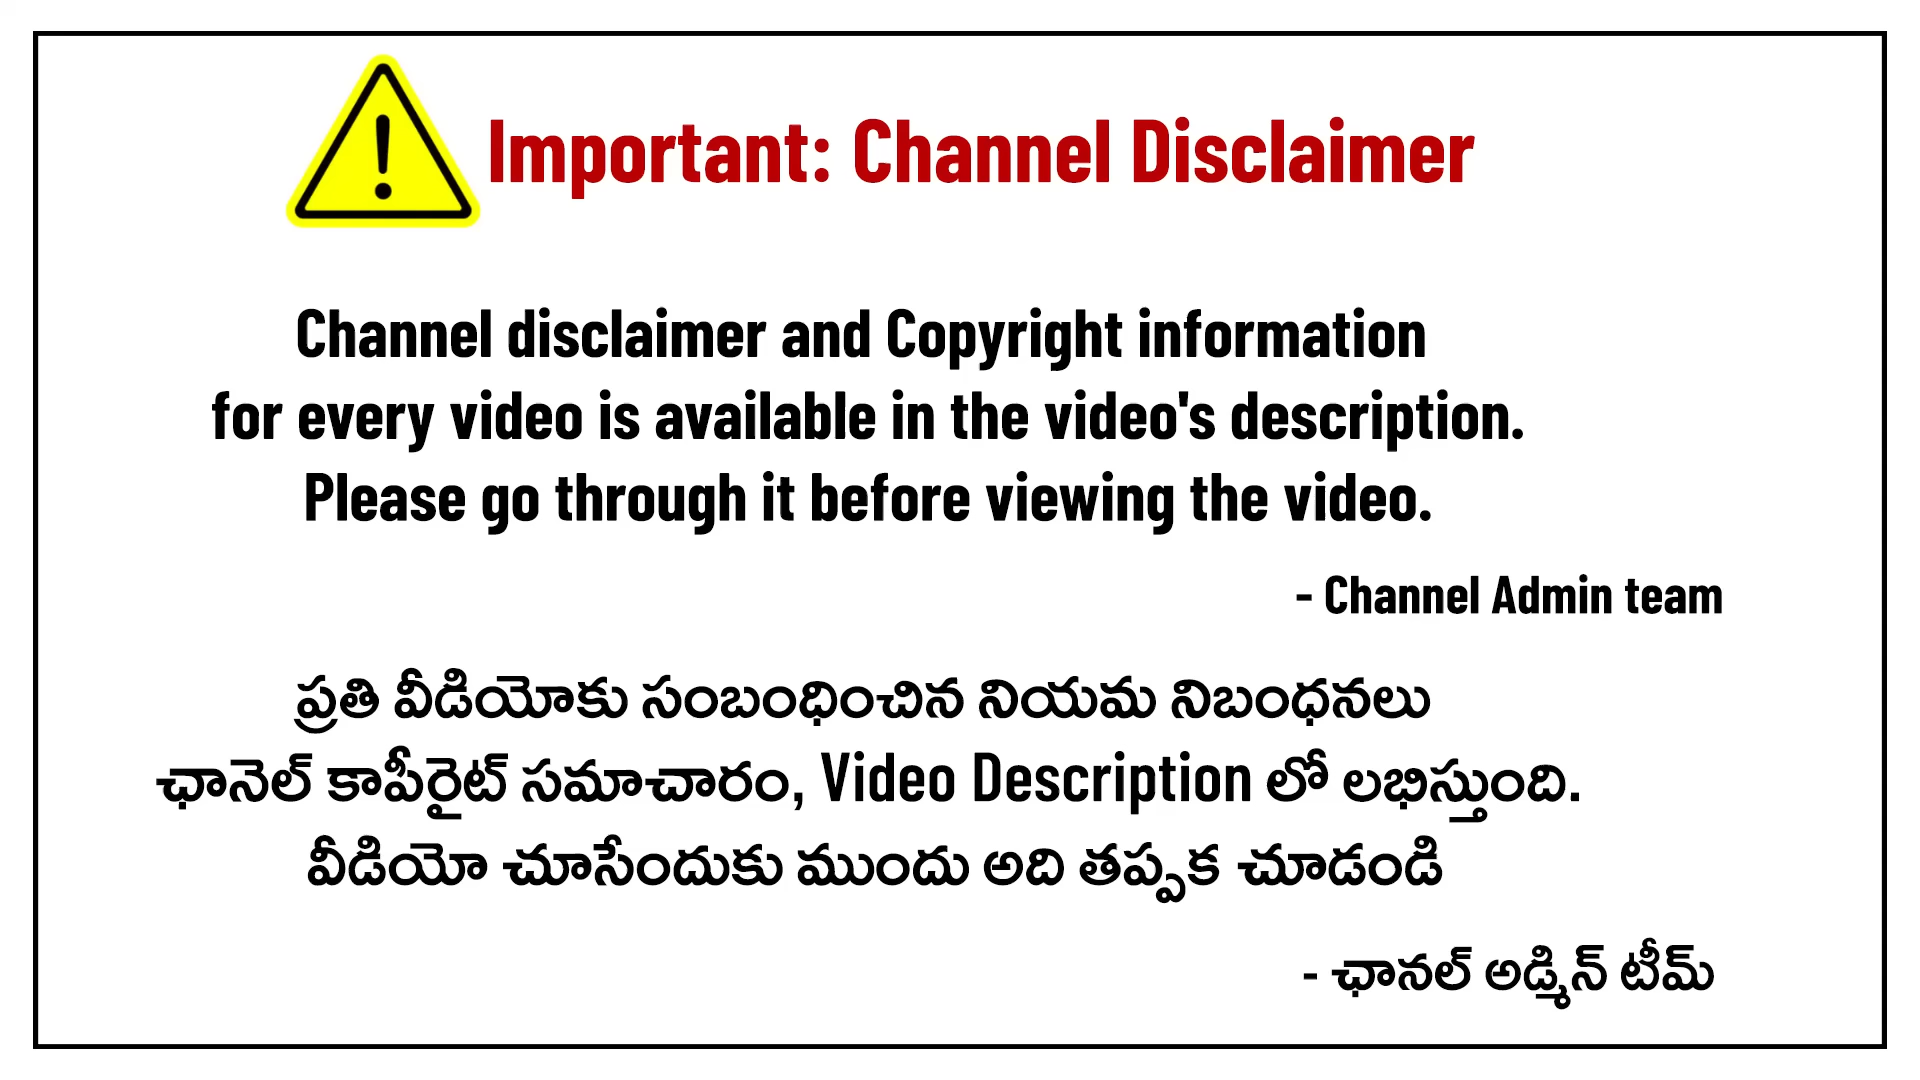 Important: Channel Disclaimer
Channel disclaimer and Copyright information
for every video is available in the video's description.
Please go through it before viewing the video.
- Channel Admin team
ప్రతి వీడియోకు సంబంధించిన నియమ నిబంధనలు
ఛానెల్ కాపీరైట్ సమాచారం, Video Description లో లభిస్తుంది.
వీడియో చూసేందుకు ముందు అది తప్పక చూడండి
- ఛానల్ అడ్మిన్ టీమ్